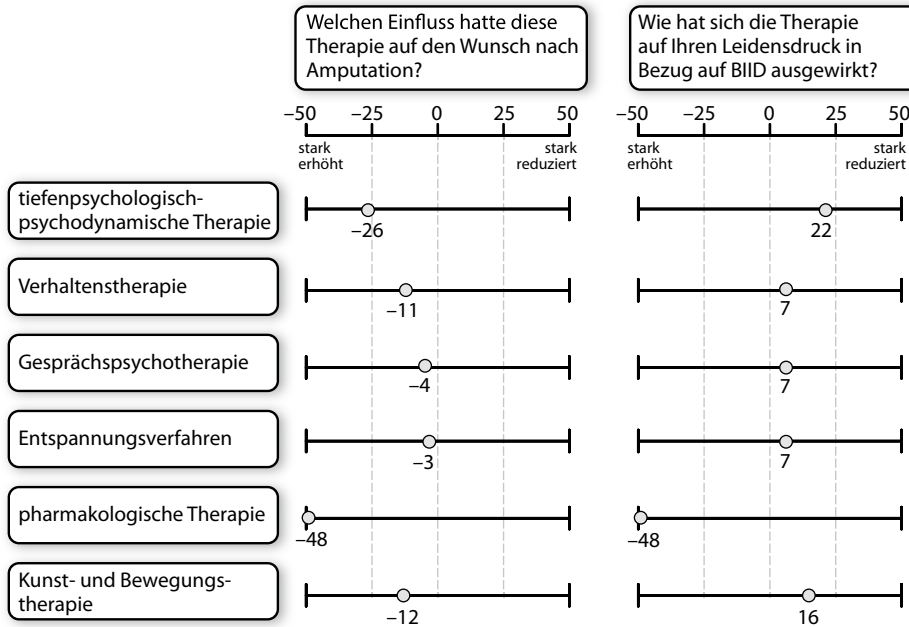 Welchen Einfluss hatte diese
Therapie auf den Wunsch nach
Amputation?
Wie hat sich die Therapie
auf Ihren Leidensdruck in
Bezug auf BIID ausgewirkt?
–50 –25 0 25 50
–50 –25 0 25 50
stark
erhöht
stark
reduziert
stark
erhöht
stark
reduziert
tiefenpsychologisch-
psychodynamische Therapie
–26
22
Verhaltenstherapie
–11
7
Gesprächspsychotherapie
–4
7
Entspannungsverfahren
–3
7
pharmakologische Therapie
–48
–48
Kunst- und Bewegungs-
therapie
–12
16